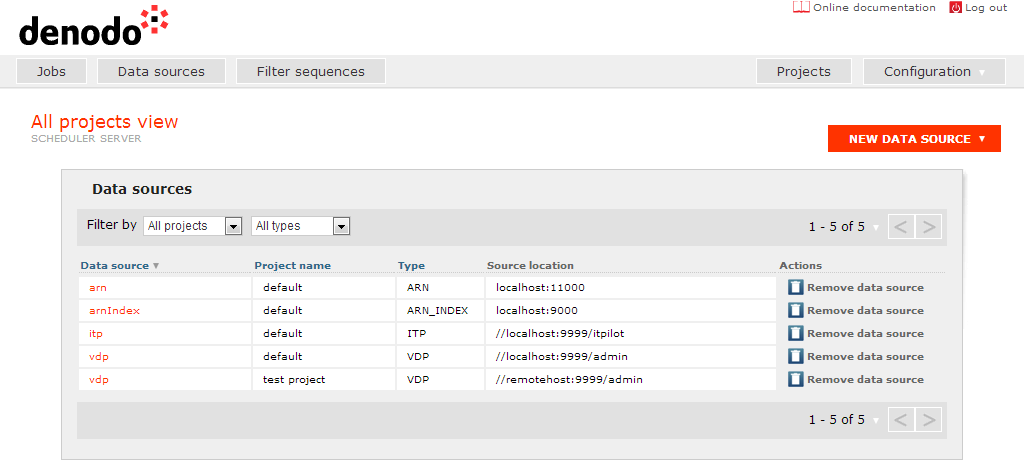 Online documentation Log out
denodo
Jobs Data sources Filter sequences Projects Configuration
All projects view
SCHEDULER SERVER
NEW DATA SOURCE
Data sources
Filter by All projects All types 1 - 5 of 5 < >
Data source Project name Type Source location Actions
arn default ARN localhost:11000 Remove data source
arnIndex default ARN_INDEX localhost:9000 Remove data source
itp default ITP //localhost:9999/itpilot Remove data source
vdp default VDP //localhost:9999/admin Remove data source
vdp test project VDP //remotehost:9999/admin Remove data source
1 - 5 of 5 < >